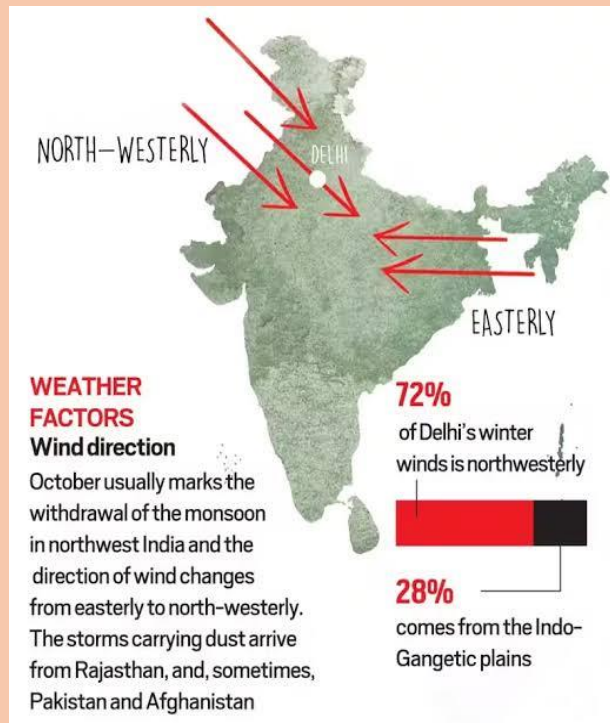 NORTH-WESTERLY
DELHI
EASTERLY
WEATHER
FACTORS
Wind direction
October usually marks the
withdrawal of the monsoon
in northwest India and the
direction of wind changes
from easterly to north-westerly.
The storms carrying dust arrive
from Rajasthan, and, sometimes,
Pakistan and Afghanistan
72%
of Delhi's winter
winds is northwesterly
28%
comes from the Indo-
Gangetic plains